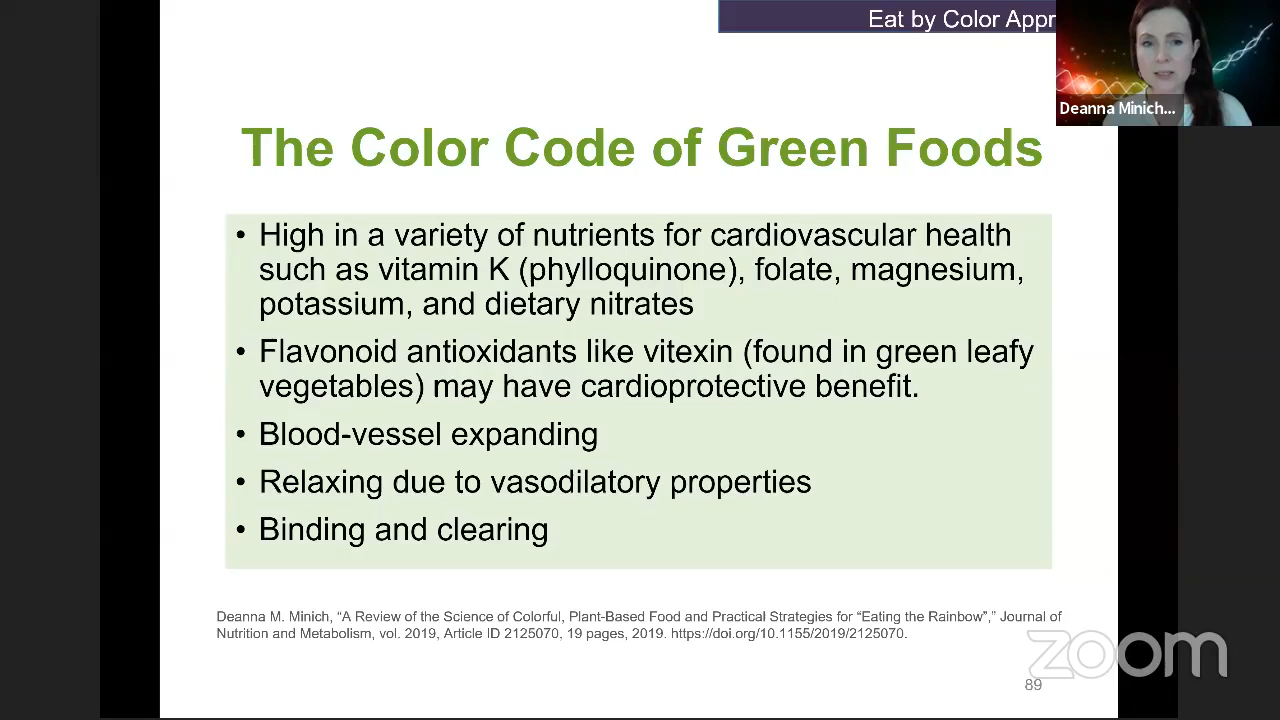 Eat by Color Appr
Deanna Minich...
The Color Code of Green Foods
• High in a variety of nutrients for cardiovascular health
such as vitamin K (phylloquinone), folate, magnesium,
potassium, and dietary nitrates
• Flavonoid antioxidants like vitexin (found in green leafy
vegetables) may have cardioprotective benefit.
• Blood-vessel expanding
• Relaxing due to vasodilatory properties
• Binding and clearing
Deanna M. Minich, “A Review of the Science of Colorful, Plant-Based Food and Practical Strategies for “Eating the Rainbow”,” Journal of
Nutrition and Metabolism, vol. 2019, Article ID 2125070, 19 pages, 2019. https://doi.org/10.1155/2019/2125070.
zoom
89